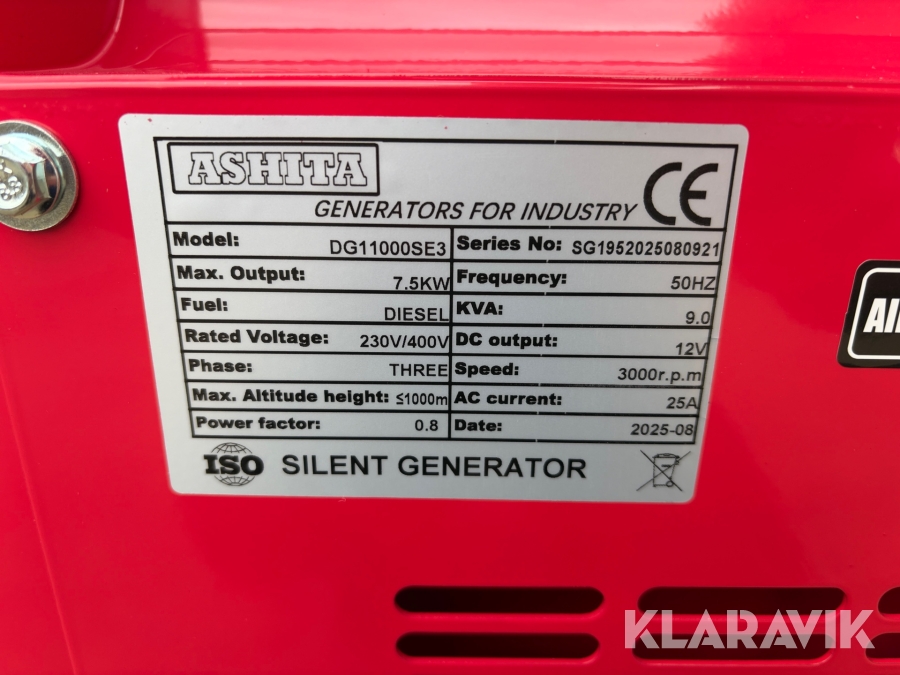 ASHITA
GENERATORS FOR INDUSTRY CE
Model: DG11000SE3 Series No: SG1952025080921
Max. Output: 7.5KW Frequency: 50HZ
Fuel: DIESEL KVA: 9.0
Rated Voltage: 230V/400V DC output: 12V
Phase: THREE Speed: 3000r.p.m
Max. Altitude height: ≤1000m AC current: 25A
Power factor: 0.8 Date: 2025-08
ISO SILENT GENERATOR
KLARAVIK